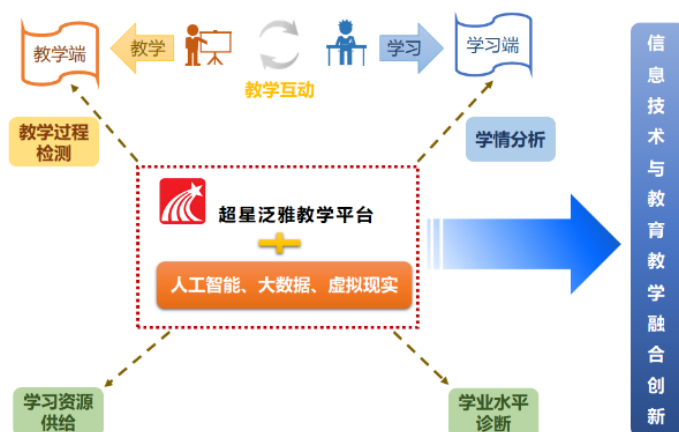 教学端
教学
学习
学习端
教学互动
教学过程
检测
学情分析
超星泛雅教学平台
人工智能、大数据、虚拟现实
学习资源
供给
学业水平
诊断
信息技术与教育教学融合创新